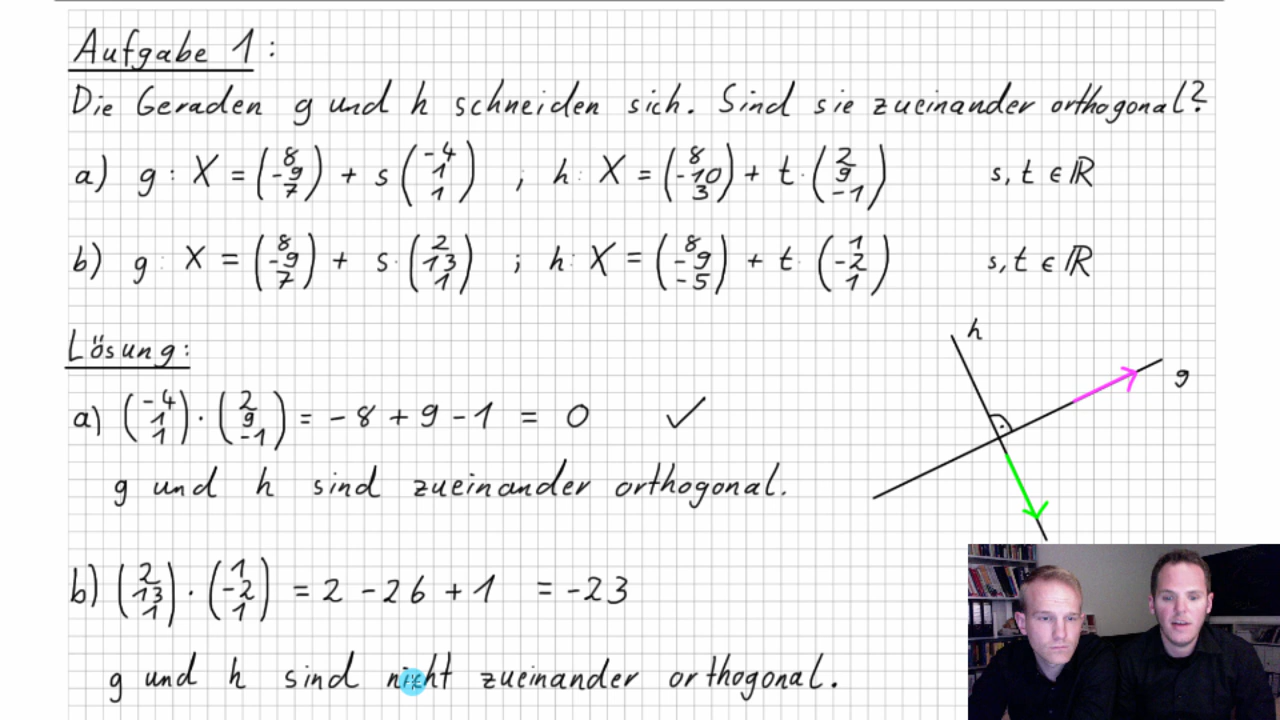 Aufgabe 1:
Die Geraden g und h schneiden sich. Sind sie zueinander orthogonal?
a) g: X = (8 -9 7) + s (-4 1 1) ; h: X = (8 -10 3) + t·(2 9 -1) s, t ∈ ℝ
b) g: X = (8 -9 7) + s·(2 13 1) ; h: X = (8 -9 -5) + t·(1 -2 1) s, t ∈ ℝ
Lösung:
h
g
a) (-4 1 1) · (2 9 -1) = -8 + 9 - 1 = 0 ✓
g und h sind zueinander orthogonal.
b) (2 13 1) · (1 -2 1) = 2 - 26 + 1 = -23
g und h sind nicht zueinander orthogonal.